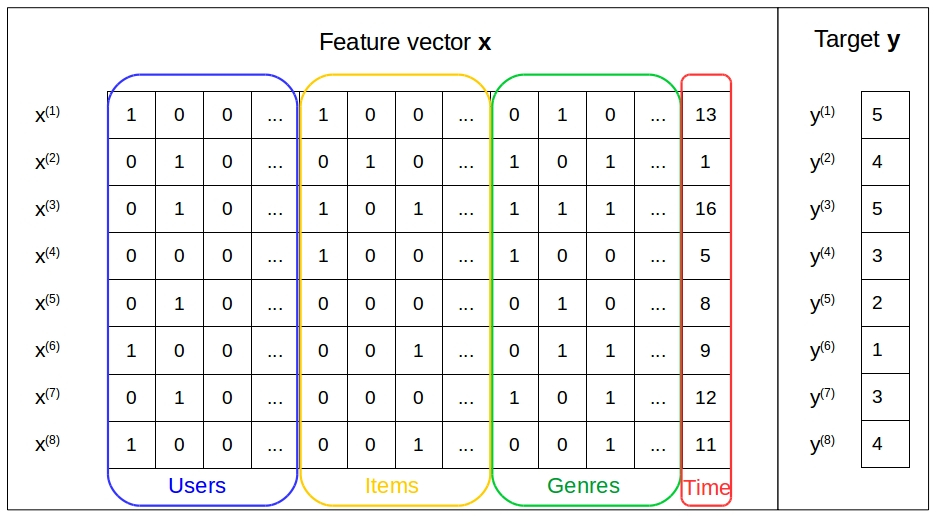 Feature vector x Target y
x(1) 1 0 0 ... 1 0 0 ... 0 1 0 ... 13 y(1) 5
x(2) 0 1 0 ... 0 1 0 ... 1 0 1 ... 1 y(2) 4
x(3) 0 1 0 ... 1 0 1 ... 1 1 1 ... 16 y(3) 5
x(4) 0 0 0 ... 1 0 0 ... 1 0 0 ... 5 y(4) 3
x(5) 0 1 0 ... 0 0 0 ... 0 1 0 ... 8 y(5) 2
x(6) 1 0 0 ... 0 0 1 ... 0 1 1 ... 9 y(6) 1
x(7) 0 1 0 ... 0 0 0 ... 1 0 1 ... 12 y(7) 3
x(8) 1 0 0 ... 0 0 1 ... 0 0 1 ... 11 y(8) 4
Users Items Genres Time